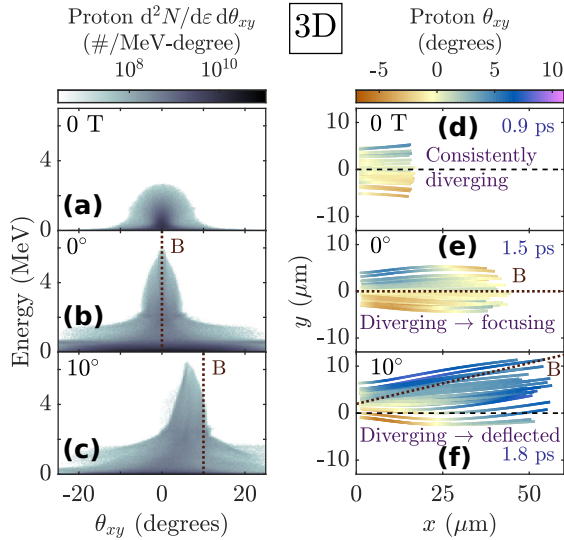 Proton d²N/dε dθxy
(#/MeV-degree)
10⁸ 10¹⁰
3D
Proton θxy
(degrees)
-5 0 5 10
0 T
(a)
0°
B
(b)
10°
B
(c)
Energy (MeV)
4
0
4
0
4
0
-20 0 20
θxy (degrees)
0 T
(d)
0.9 ps
Consistently
diverging
0°
(e)
1.5 ps
B
Diverging → focusing
10°
B
Diverging → deflected
(f)
1.8 ps
y (μm)
10
0
-10
10
0
-10
10
0
-10
0 25 50
x (μm)